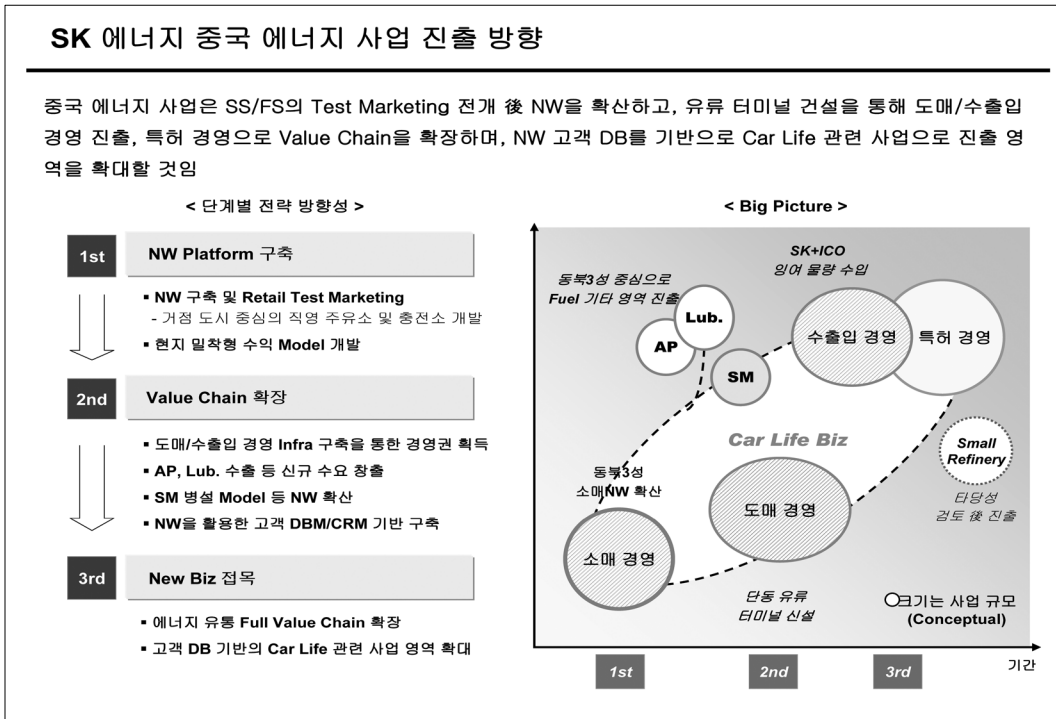 SK 에너지 중국 에너지 사업 진출 방향
중국 에너지 사업은 SS/FS의 Test Marketing 전개 後 NW을 확산하고, 유류 터미널 건설을 통해 도매/수출입
경영 진출, 특허 경영으로 Value Chain을 확장하며, NW 고객 DB를 기반으로 Car Life 관련 사업으로 진출 영
역을 확대할 것임
< 단계별 전략 방향성 >
1st
NW Platform 구축
▪ NW 구축 및 Retail Test Marketing
- 거점 도시 중심의 직영 주유소 및 충전소 개발
▪ 현지 밀착형 수익 Model 개발
2nd
Value Chain 확장
▪ 도매/수출입 경영 Infra 구축을 통한 경영권 획득
▪ AP, Lub. 수출 등 신규 수요 창출
▪ SM 병설 Model 등 NW 확산
▪ NW을 활용한 고객 DBM/CRM 기반 구축
3rd
New Biz 접목
▪ 에너지 유통 Full Value Chain 확장
▪ 고객 DB 기반의 Car Life 관련 사업 영역 확대
< Big Picture >
SK+ICO
잉여 물량 수입
동북3성 중심으로
Fuel 기타 영역 진출
Lub.
AP
SM
수출입 경영
특허 경영
Car Life Biz
Small
Refinery
타당성
검토 後 진출
동북3성
소매NW 확산
도매 경영
소매 경영
단동 유류
터미널 신설
크기는 사업 규모
(Conceptual)
기간
1st
2nd
3rd